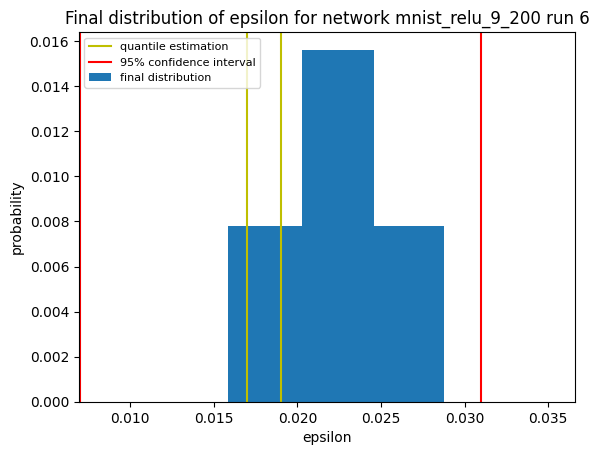 Final distribution of epsilon for network mnist_relu_9_200 run 6
quantile estimation
95% confidence interval
final distribution
0.016
0.014
0.012
0.010
0.008
0.006
0.004
0.002
0.000
probability
0.010 0.015 0.020 0.025 0.030 0.035
epsilon